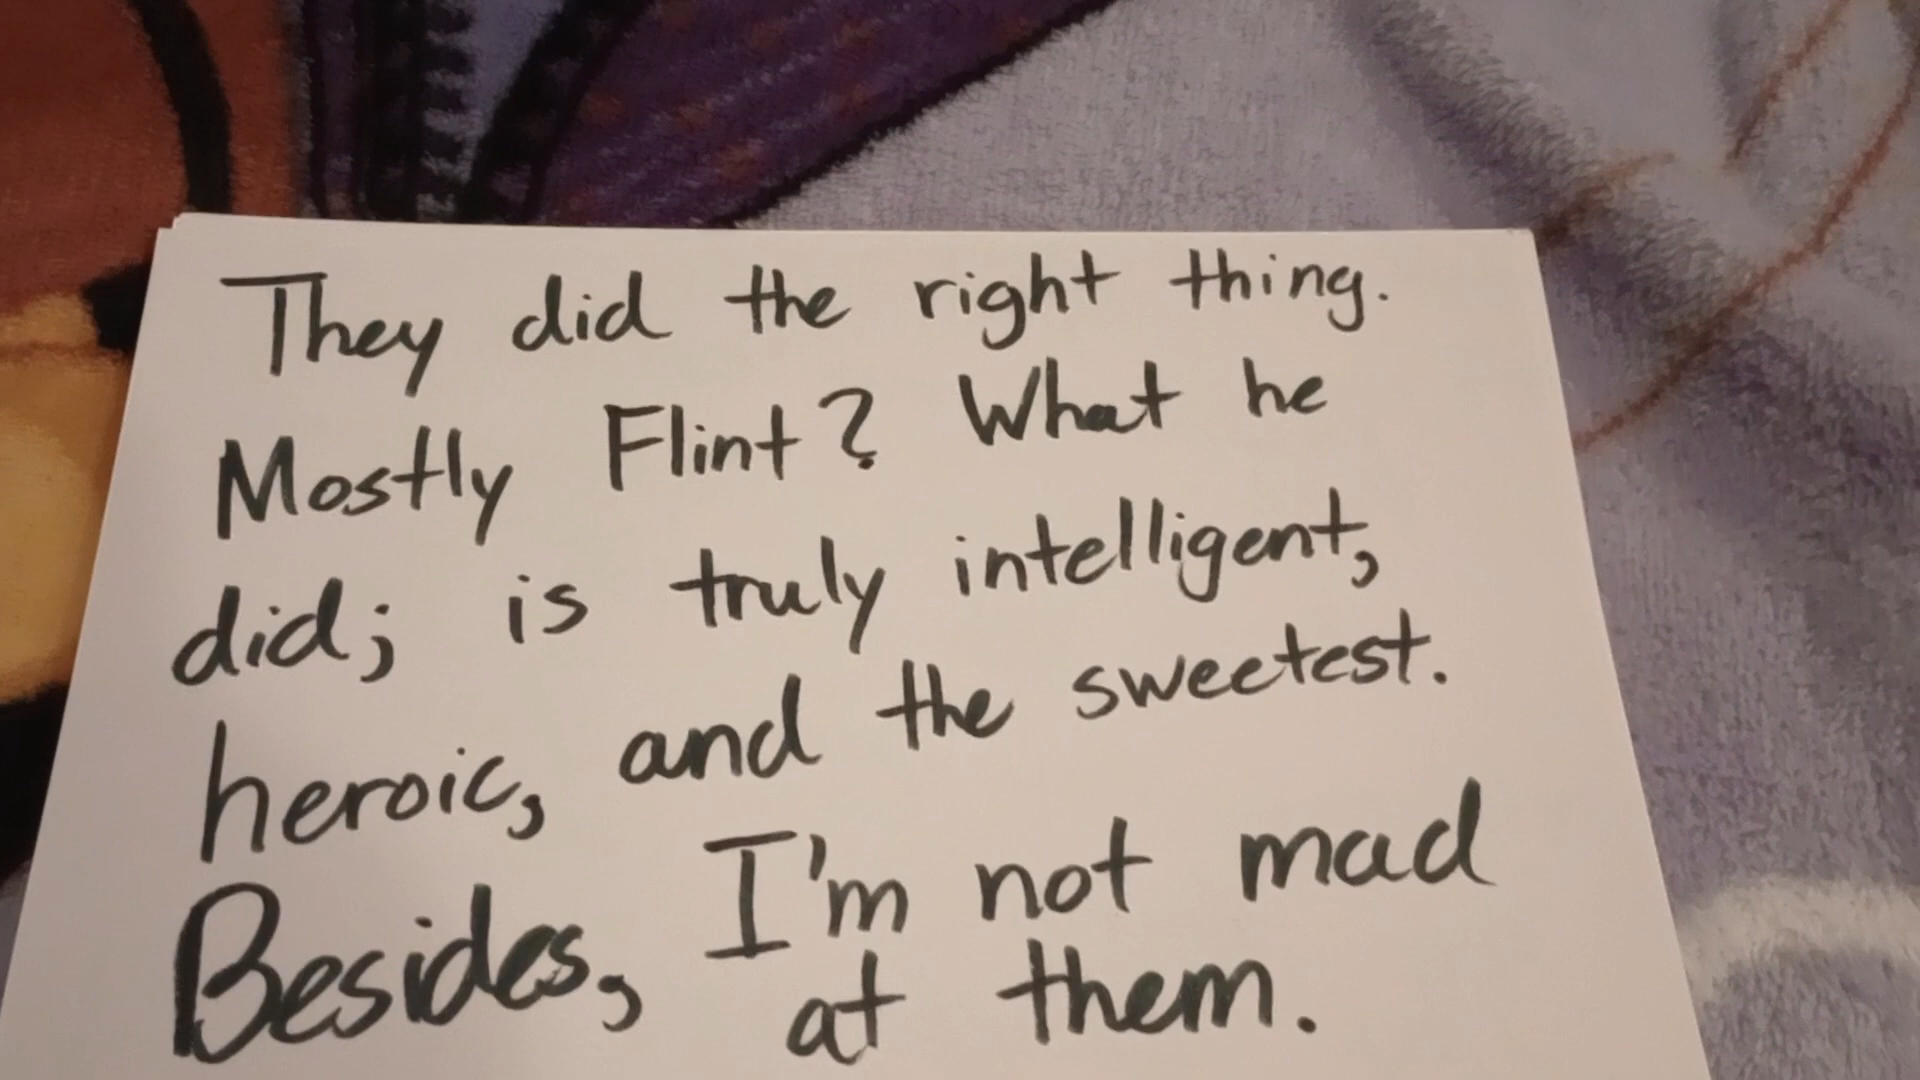 They did the right thing.
Mostly Flint? What he
did; is truly intelligent,
heroic, and the sweetest.
Besides, I'm not mad
at them.